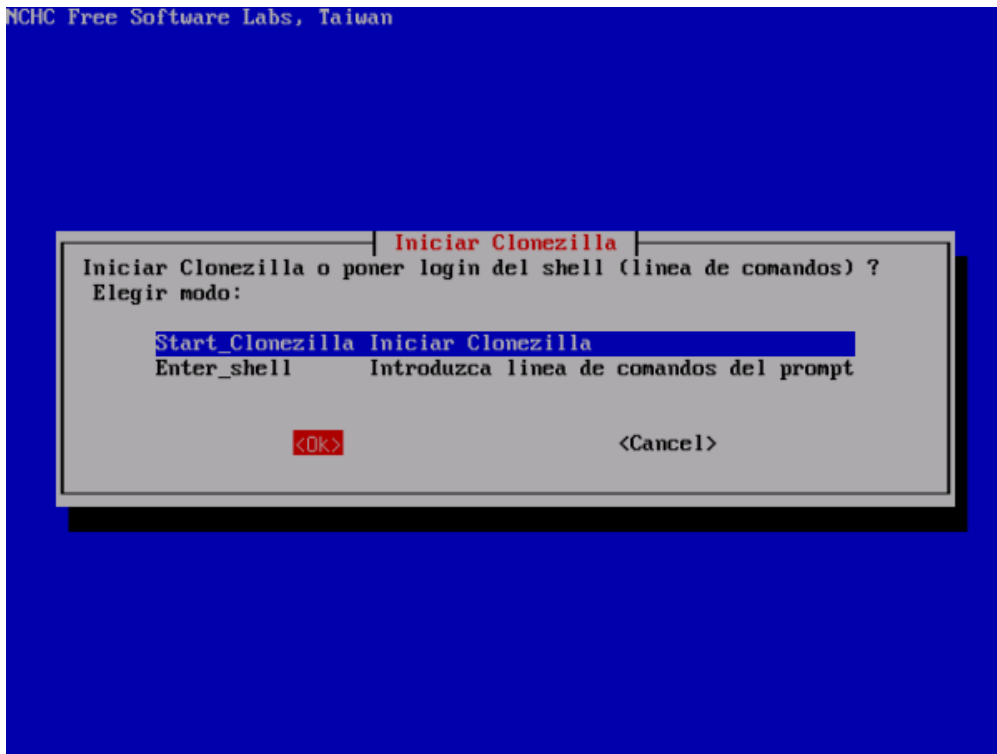 NCHC Free Software Labs, Taiwan
Iniciar Clonezilla
Iniciar Clonezilla o poner login del shell (linea de comandos) ?
Elegir modo:
Start_Clonezilla Iniciar Clonezilla
Enter_shell Introduzca linea de comandos del prompt
<Ok> <Cancel>